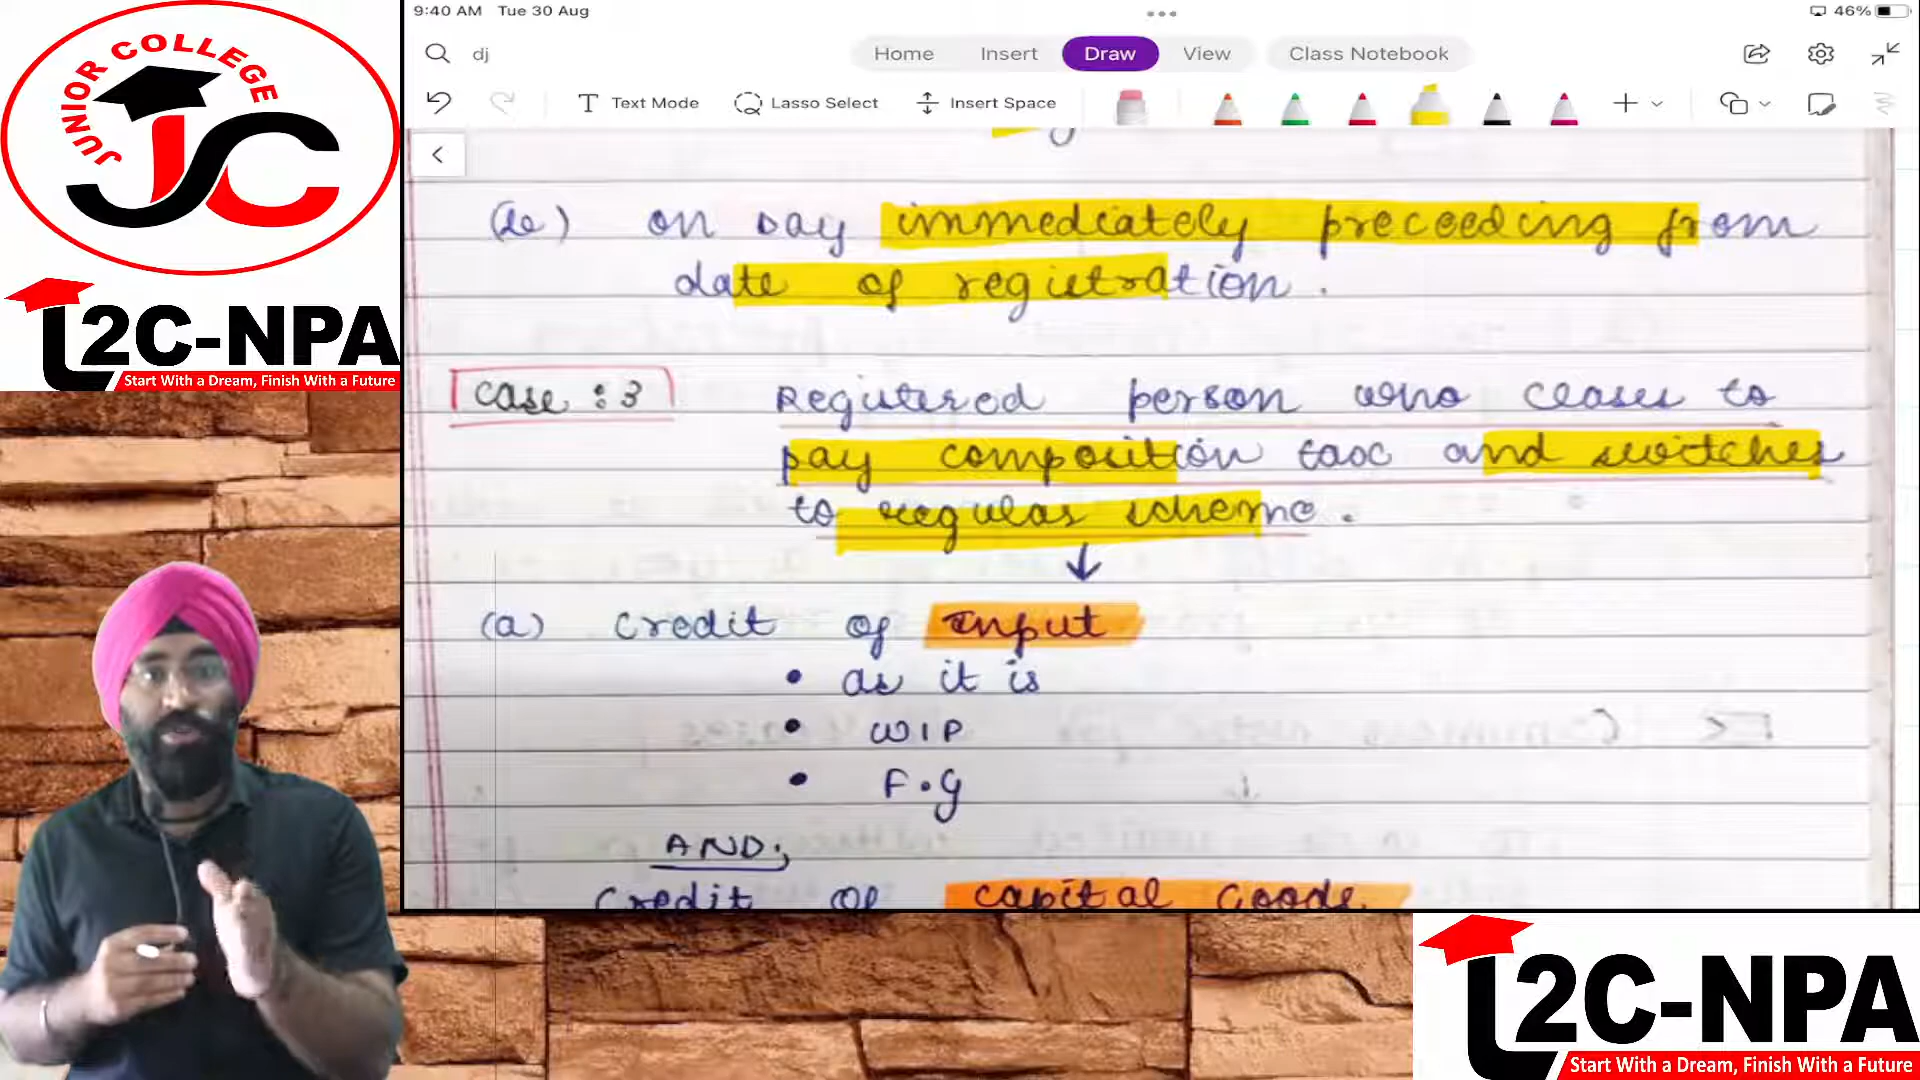 JUNIOR COLLEGE
JC
L2C-NPA
Start With a Dream, Finish With a Future
9:40 AM Tue 30 Aug
46%
dj
Home Insert Draw View Class Notebook
Text Mode Lasso Select Insert Space
on day immediately preceeding from
date of registration.
Case : 3 Registered person who ceases to
pay composition tax and switches
to regular scheme.
(a) credit of Input
• as it is
• WIP
• F.g
AND;
credit of capital Goods
L2C-NPA
Start With a Dream, Finish With a Future